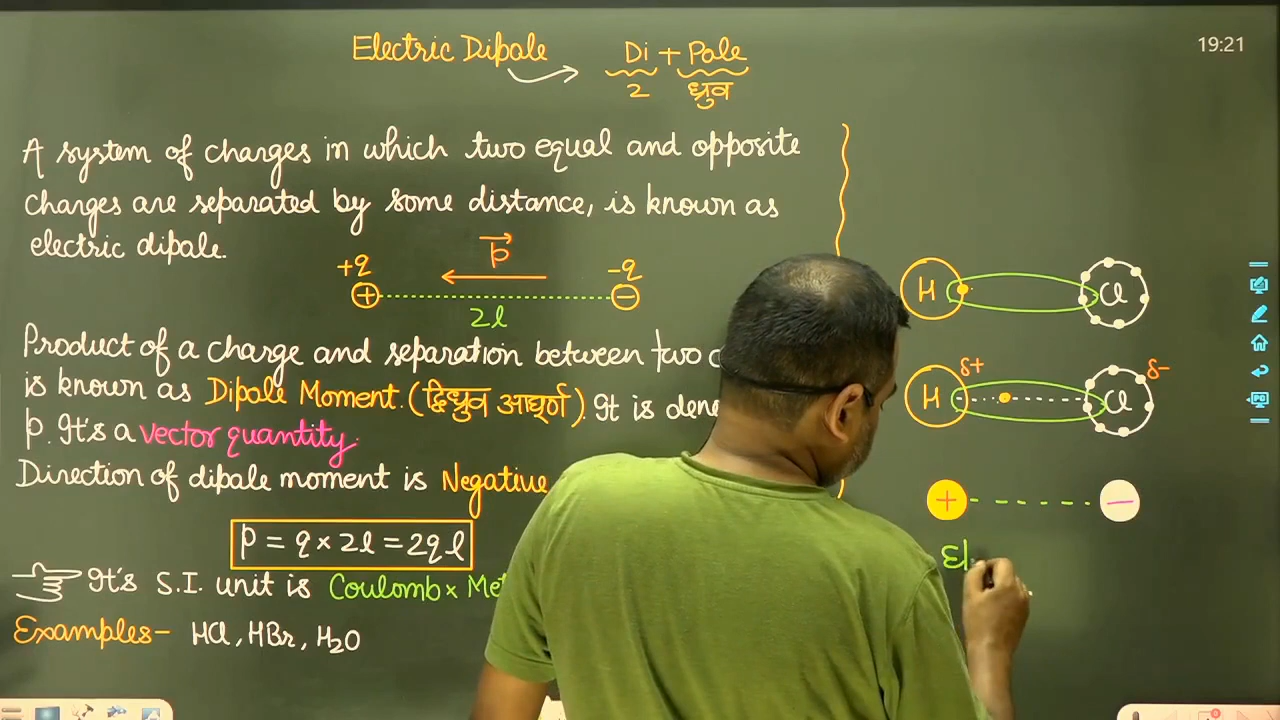 Electric Dipole
Di + Pole
2 ध्रुव
19:21
A system of charges in which two equal and opposite
charges are separated by some distance, is known as
electric dipole.
p
+q -q
+ −
2l
Product of a charge and separation between two
is known as Dipole Moment. (द्विध्रुव आघूर्ण). It is
p. It's a vector quantity.
Direction of dipole moment is Negative
p = q × 2l = 2ql
It's S.I. unit is Coulomb ×
Examples- HCl, HBr, H2O
H Cl
δ+ δ-
H Cl
+ −
El